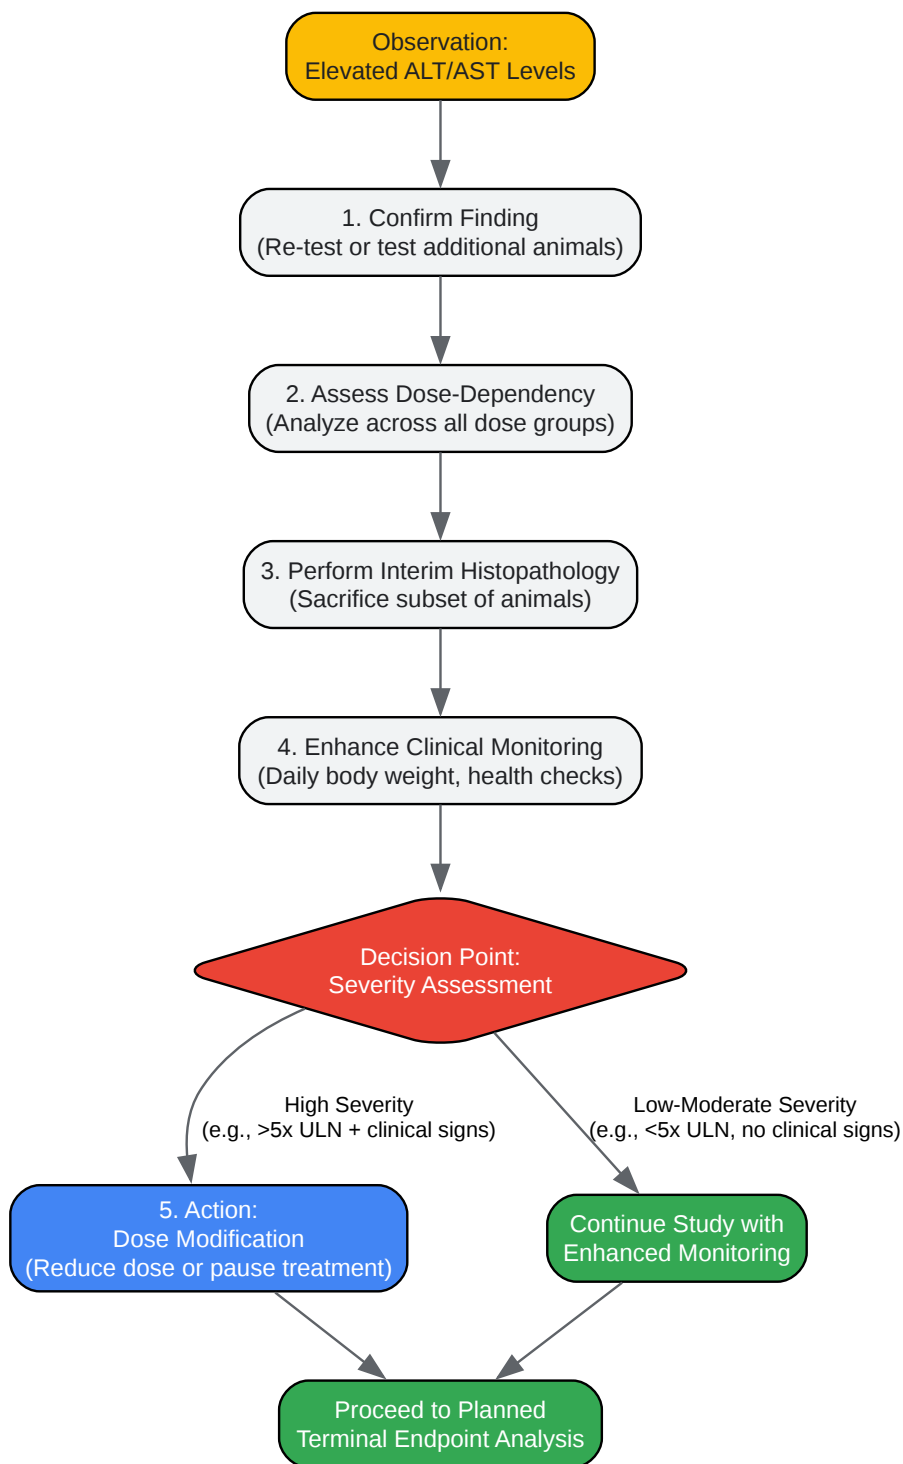 Observation:
Elevated ALT/AST Levels
1. Confirm Finding
(Re-test or test additional animals)
2. Assess Dose-Dependency
(Analyze across all dose groups)
3. Perform Interim Histopathology
(Sacrifice subset of animals)
4. Enhance Clinical Monitoring
(Daily body weight, health checks)
Decision Point:
Severity Assessment
High Severity
(e.g., >5x ULN + clinical signs)
Low-Moderate Severity
(e.g., <5x ULN, no clinical signs)
5. Action:
Dose Modification
(Reduce dose or pause treatment)
Continue Study with
Enhanced Monitoring
Proceed to Planned
Terminal Endpoint Analysis